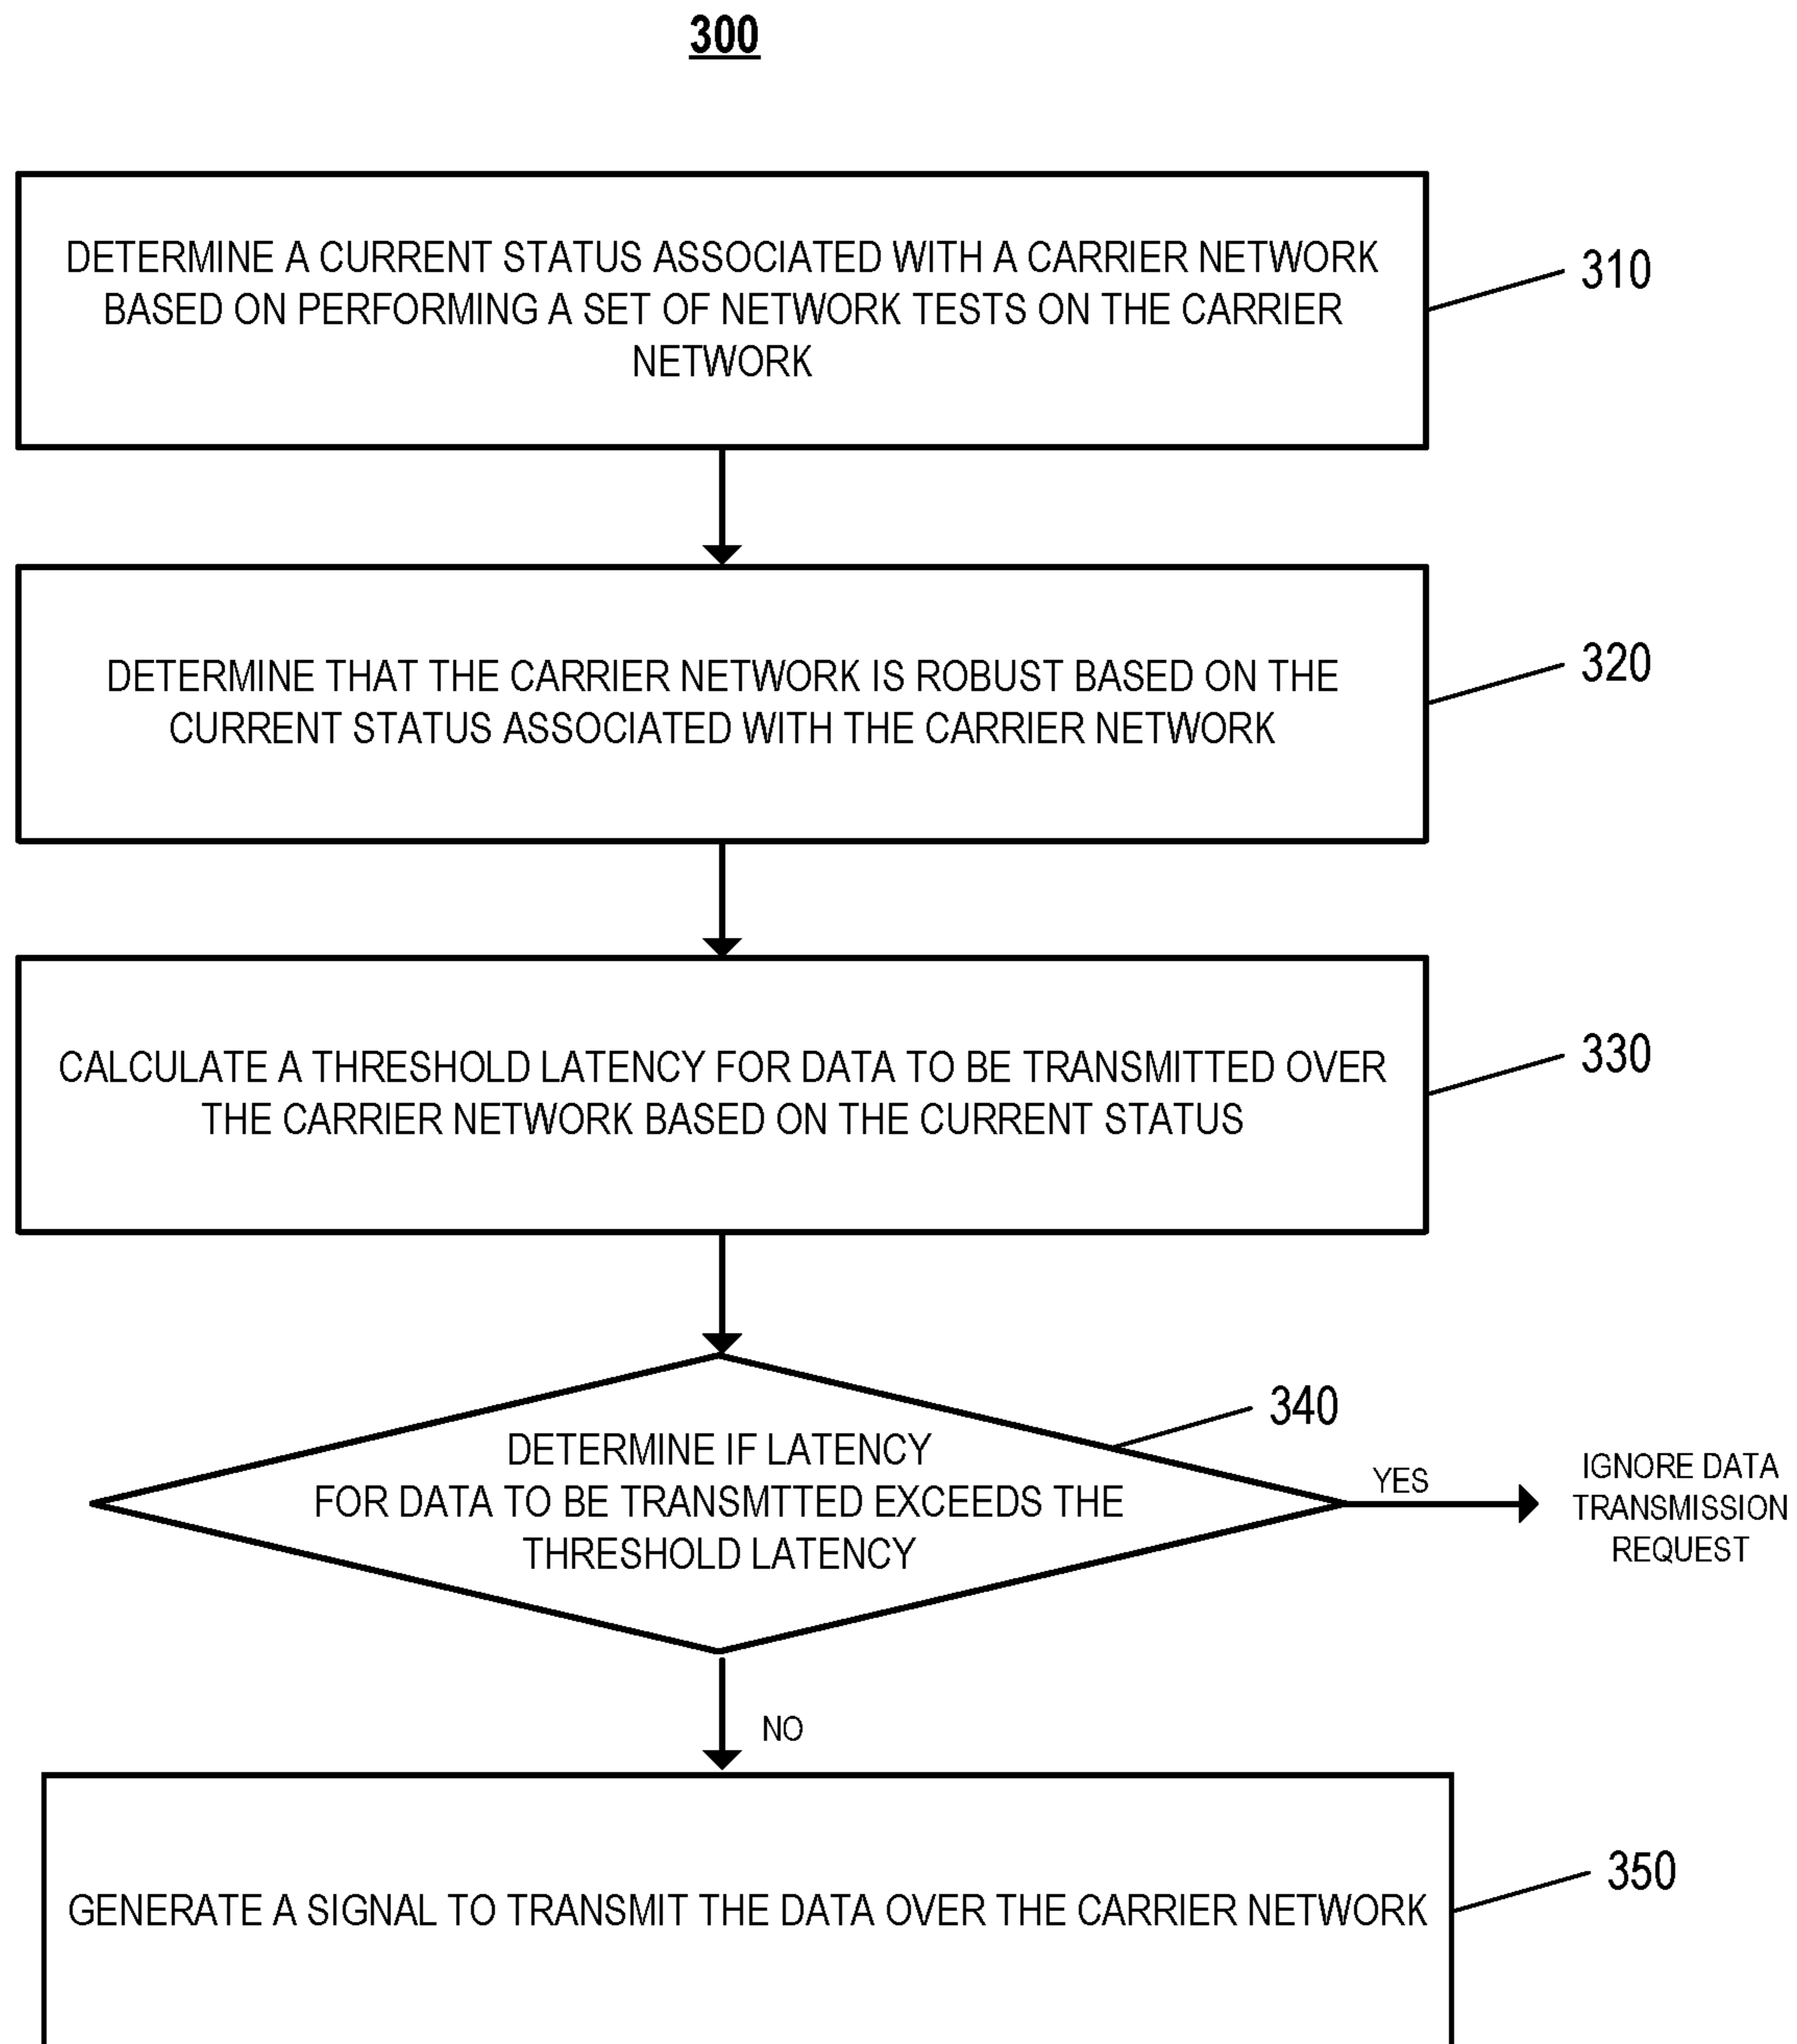 300
DETERMINE A CURRENT STATUS ASSOCIATED WITH A CARRIER NETWORK
BASED ON PERFORMING A SET OF NETWORK TESTS ON THE CARRIER
NETWORK
310
DETERMINE THAT THE CARRIER NETWORK IS ROBUST BASED ON THE
CURRENT STATUS ASSOCIATED WITH THE CARRIER NETWORK
320
CALCULATE A THRESHOLD LATENCY FOR DATA TO BE TRANSMITTED OVER
THE CARRIER NETWORK BASED ON THE CURRENT STATUS
330
340
DETERMINE IF LATENCY
FOR DATA TO BE TRANSMTTED EXCEEDS THE
THRESHOLD LATENCY
YES
IGNORE DATA
TRANSMISSION
REQUEST
NO
GENERATE A SIGNAL TO TRANSMIT THE DATA OVER THE CARRIER NETWORK
350